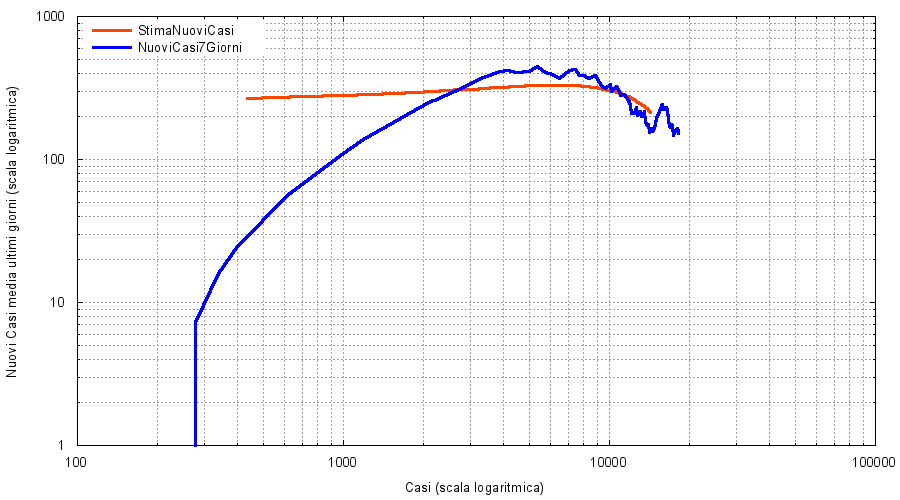 1000
StimaNuoviCasi
NuoviCasi7Giorni
100
10
1
100
1000
10000
100000
Nuovi Casi media ultimi giorni (scala logaritmica)
Casi (scala logaritmica)